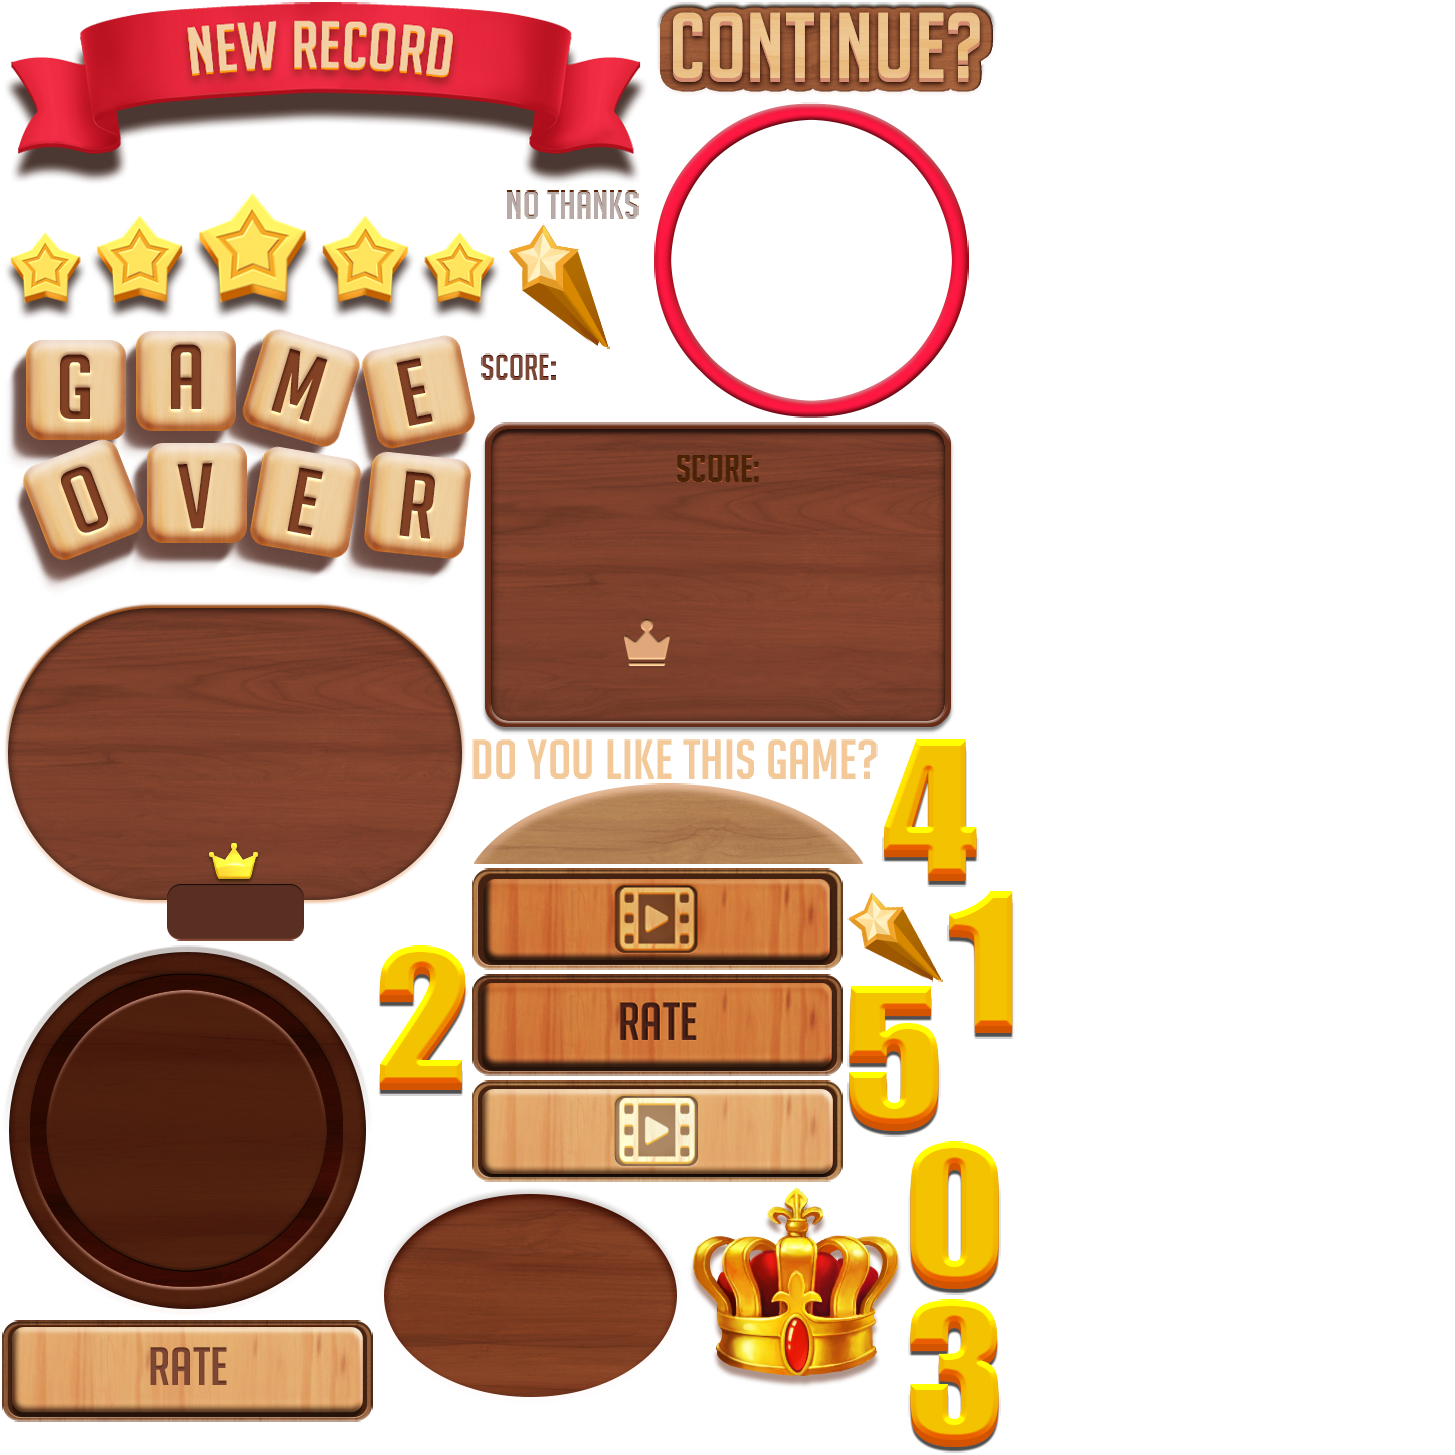 NEW RECORD
CONTINUE?
NO THANKS
GAME
OVER
SCORE:
SCORE:
DO YOU LIKE THIS GAME?
4
1
2
RATE
5
0
RATE
3